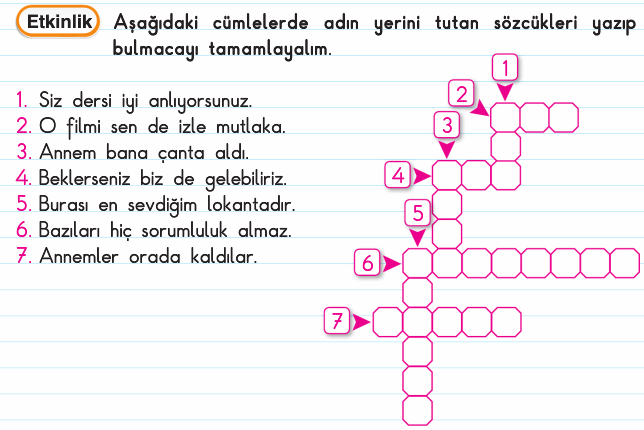 Etkinlik Aşağıdaki cümlelerde adın yerini tutan sözcükleri yazıp
bulmacayı tamamlayalım.
1. Siz dersi iyi anlıyorsunuz.
2. O filmi sen de izle mutlaka.
3. Annem bana çanta aldı.
4. Beklerseniz biz de gelebiliriz.
5. Burası en sevdiğim lokantadır.
6. Bazıları hiç sorumluluk almaz.
7. Annemler orada kaldılar.
1
2
3
4
5
6
7